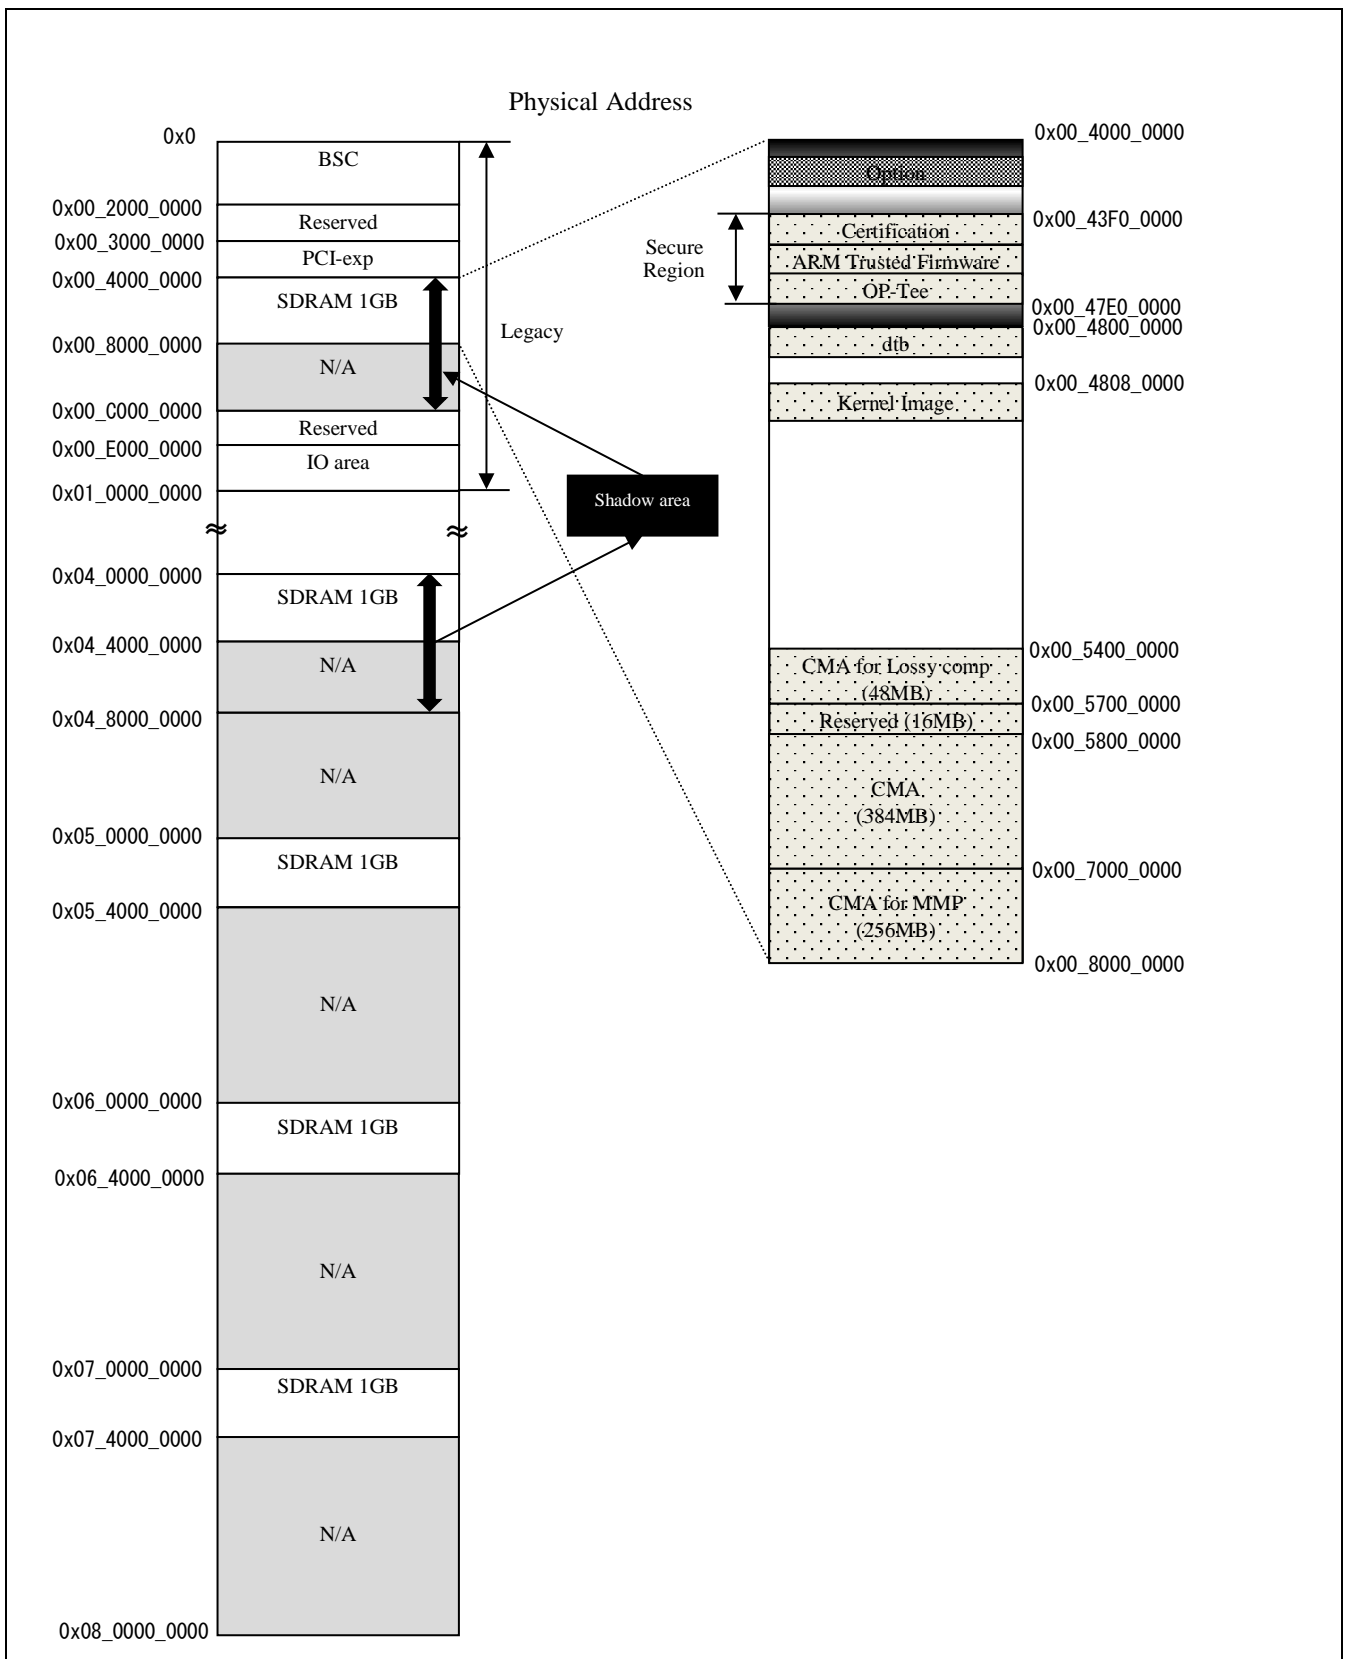 Physical Address
0x0
BSC
0x00_2000_0000
Reserved
0x00_3000_0000
PCI-exp
0x00_4000_0000
SDRAM 1GB
0x00_8000_0000
N/A
0x00_C000_0000
Reserved
0x00_E000_0000
IO area
0x01_0000_0000
Legacy
Shadow area
≈
≈
0x04_0000_0000
SDRAM 1GB
0x04_4000_0000
N/A
0x04_8000_0000
N/A
0x05_0000_0000
SDRAM 1GB
0x05_4000_0000
N/A
0x06_0000_0000
SDRAM 1GB
0x06_4000_0000
N/A
0x07_0000_0000
SDRAM 1GB
0x07_4000_0000
N/A
0x08_0000_0000
0x00_4000_0000
Option
0x00_43F0_0000
Secure
Region
Certification
ARM Trusted Firmware
OP-Tee
0x00_47E0_0000
0x00_4800_0000
dtb
0x00_4808_0000
Kernel Image
0x00_5400_0000
CMA for Lossy comp
(48MB)
0x00_5700_0000
Reserved (16MB)
0x00_5800_0000
CMA
(384MB)
0x00_7000_0000
CMA for MMP
(256MB)
0x00_8000_0000